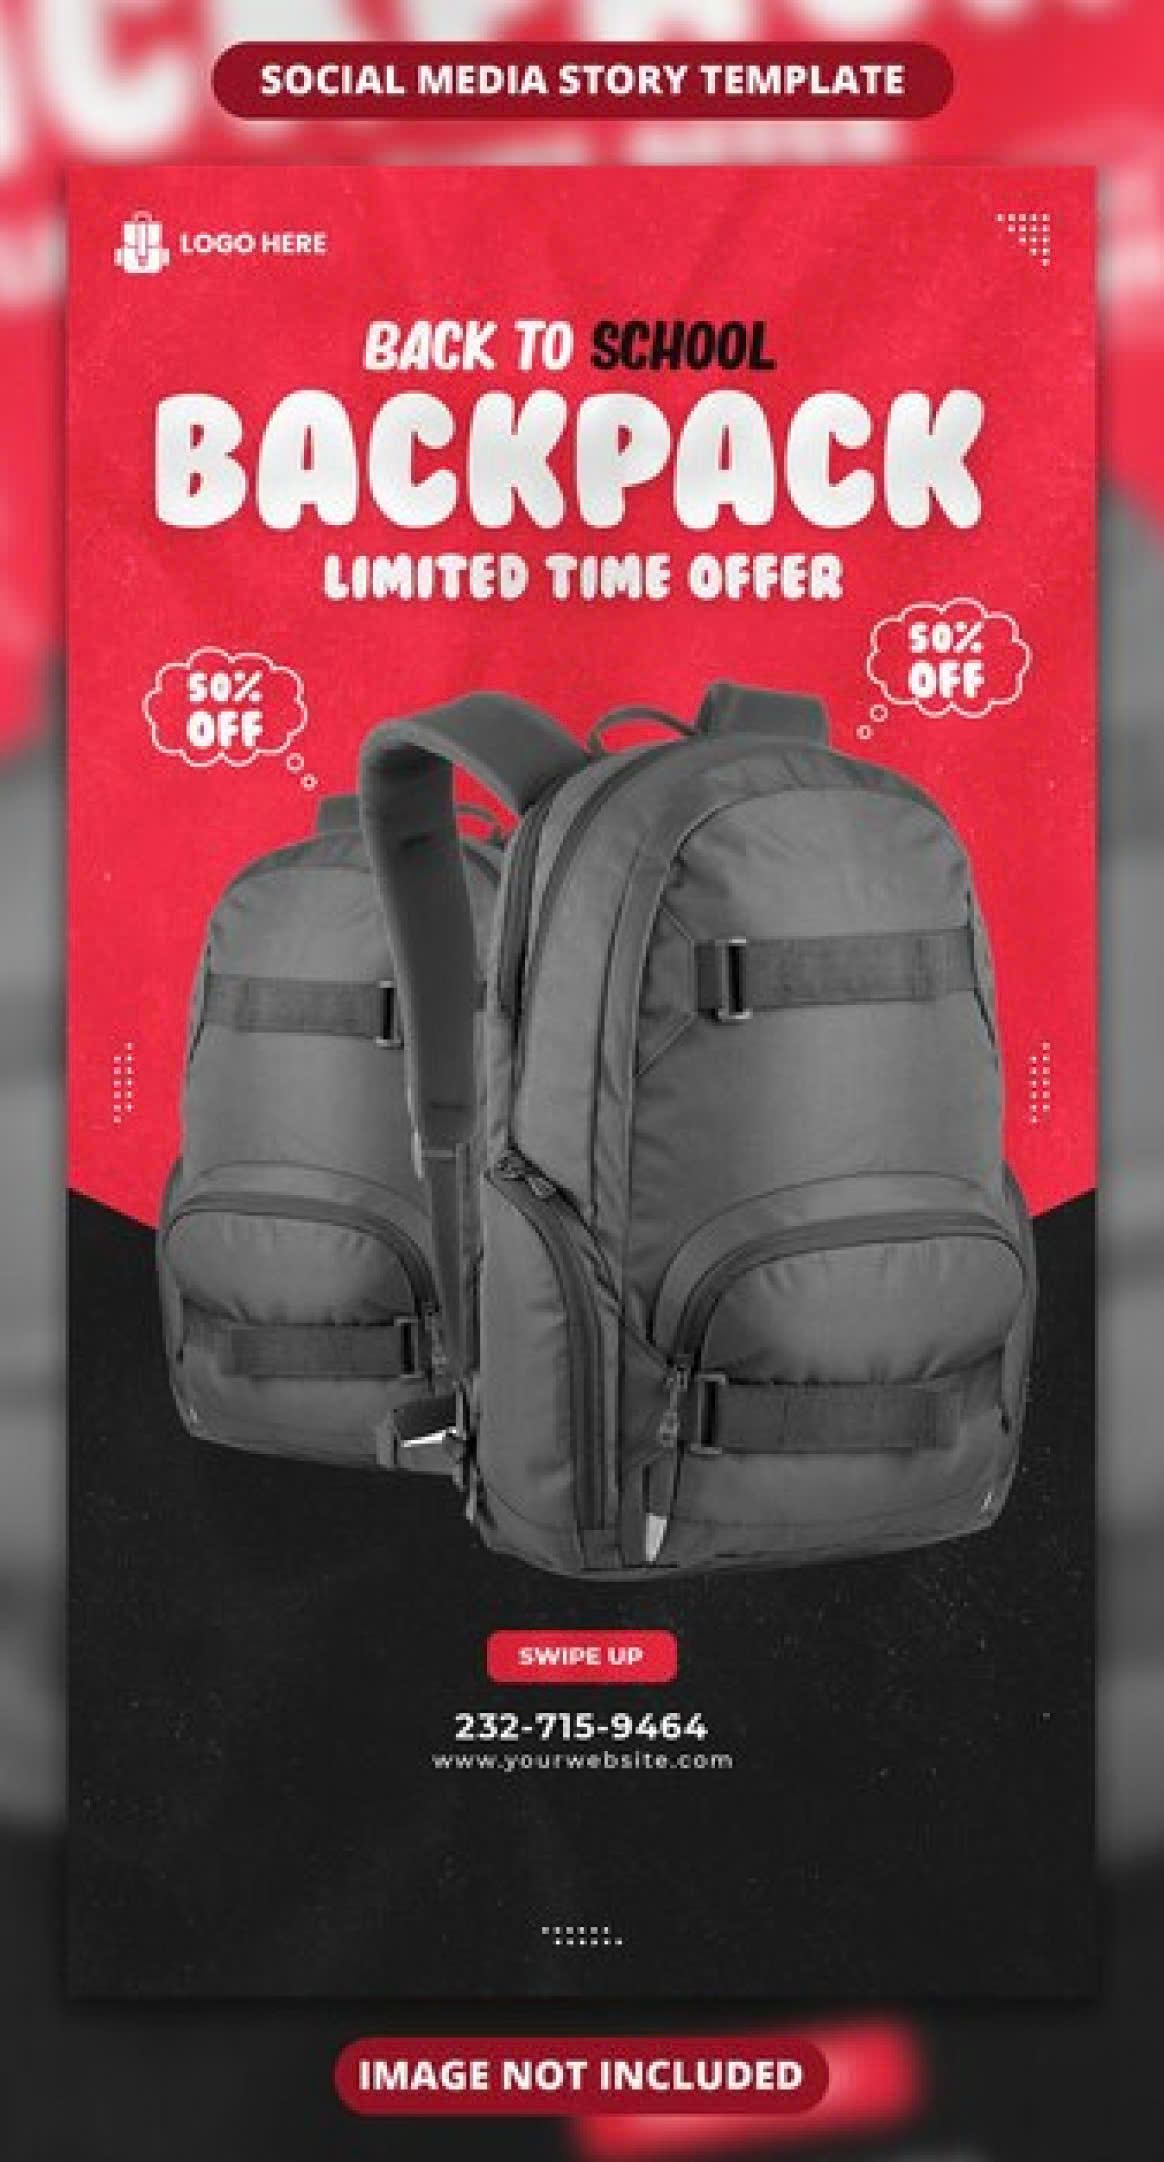 SOCIAL MEDIA STORY TEMPLATE
LOGO HERE
BACK TO SCHOOL
BACKPACK
LIMITED TIME OFFER
50%
OFF
50%
OFF
SWIPE UP
232-715-9464
www.yourwebsite.com
IMAGE NOT INCLUDED